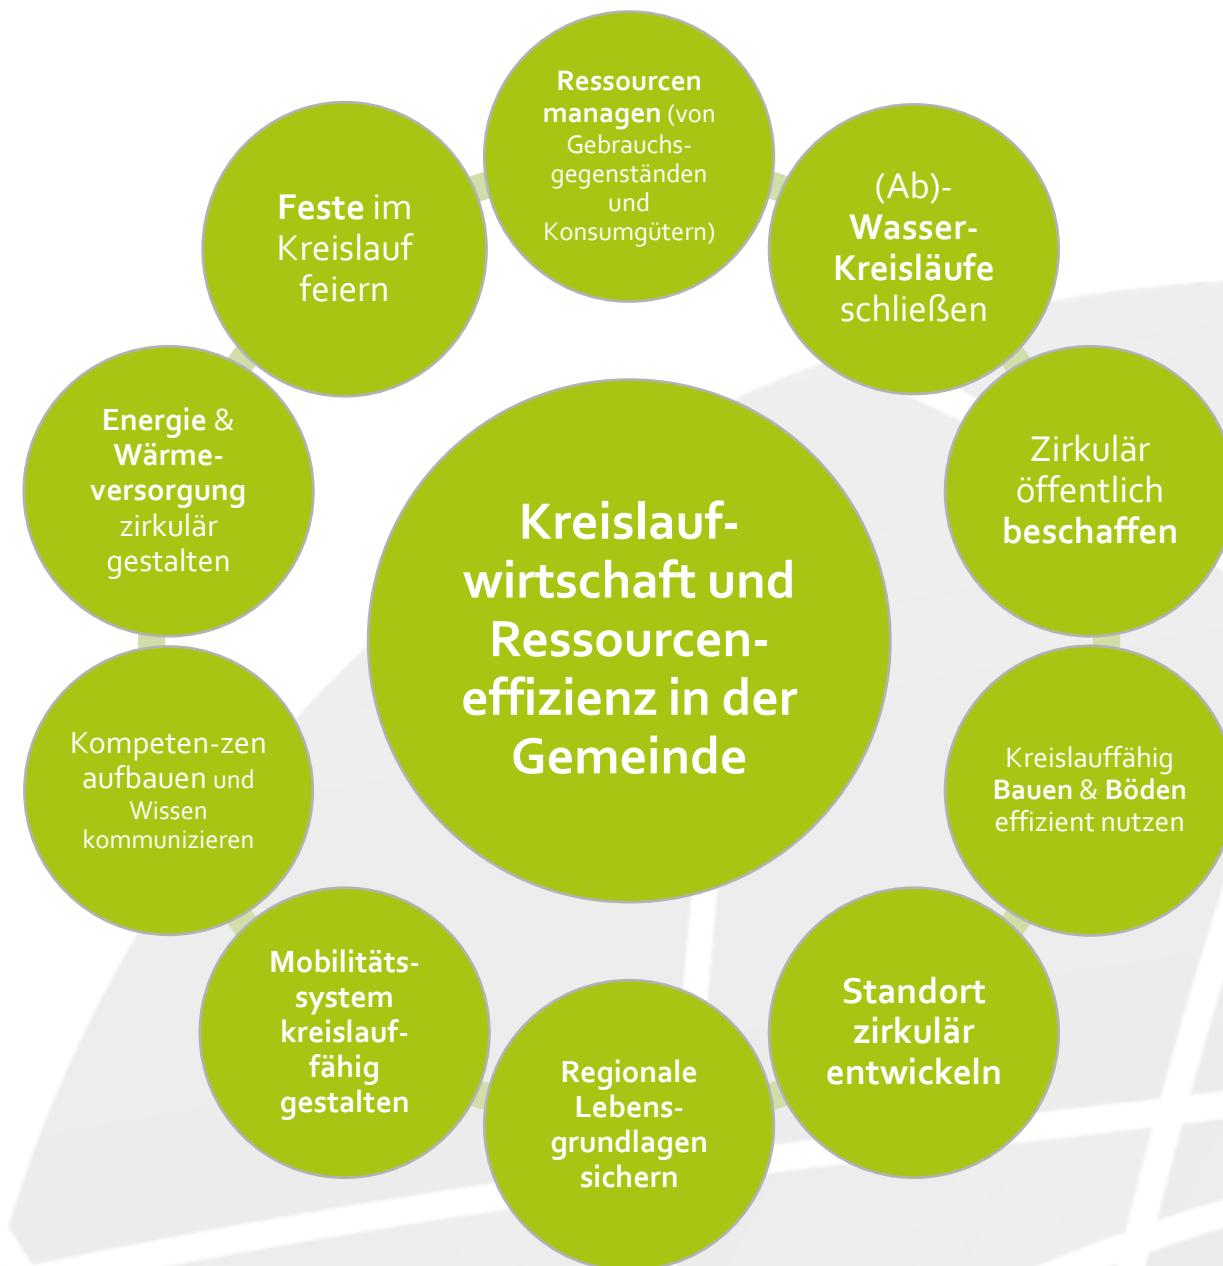 Ressourcen
managen (von
Gebrauchs-
gegenständen
und
Konsumgütern)
(Ab)-
Wasser-
Kreisläufe
schließen
Zirkulär
öffentlich
beschaffen
Kreislauffähig
Bauen & Böden
effizient nutzen
Standort
zirkulär
entwickeln
Regionale
Lebens-
grundlagen
sichern
Mobilitäts-
system
kreislauf-
fähig
gestalten
Kompeten-zen
aufbauen und
Wissen
kommunizieren
Energie &
Wärme-
versorgung
zirkulär
gestalten
Feste im
Kreislauf
feiern
Kreislauf-
wirtschaft und
Ressourcen-
effizienz in der
Gemeinde